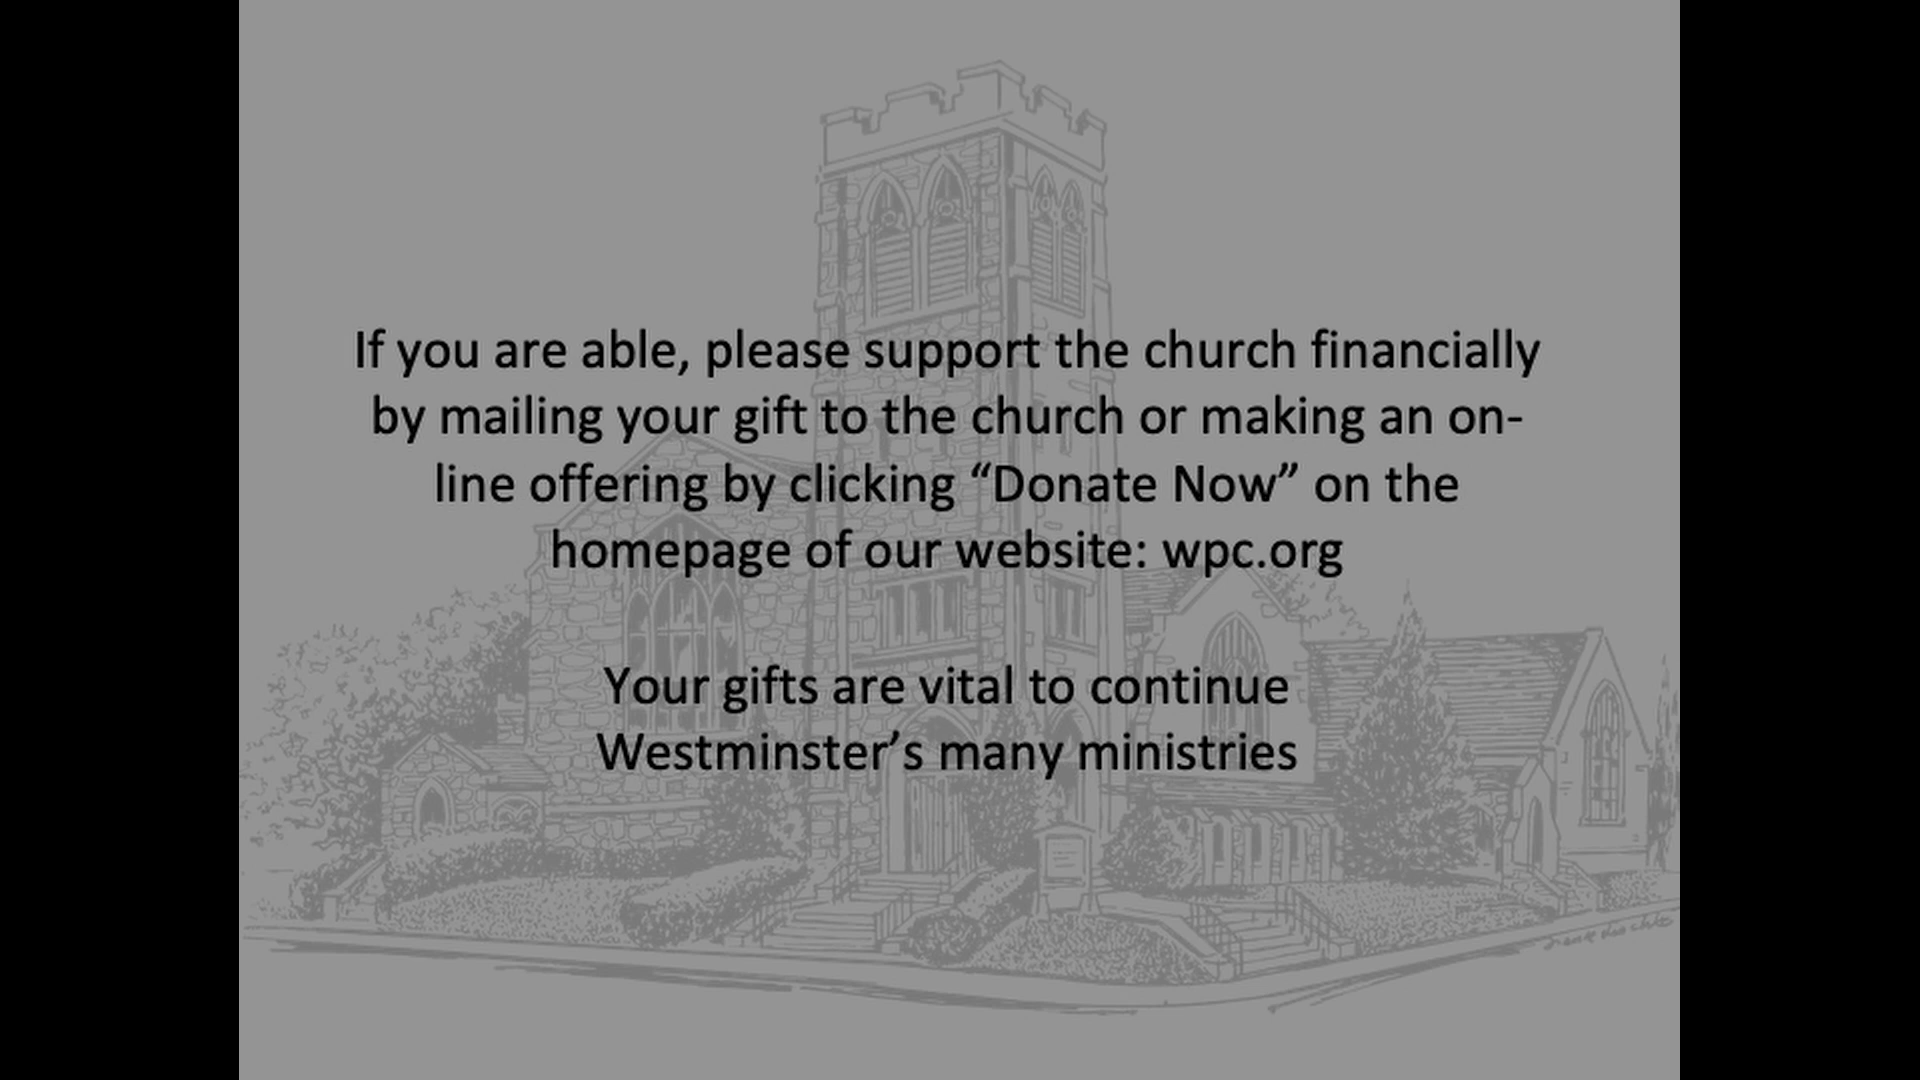 If you are able, please support the church financially
by mailing your gift to the church or making an on-
line offering by clicking “Donate Now” on the
homepage of our website: wpc.org
Your gifts are vital to continue
Westminster’s many ministries